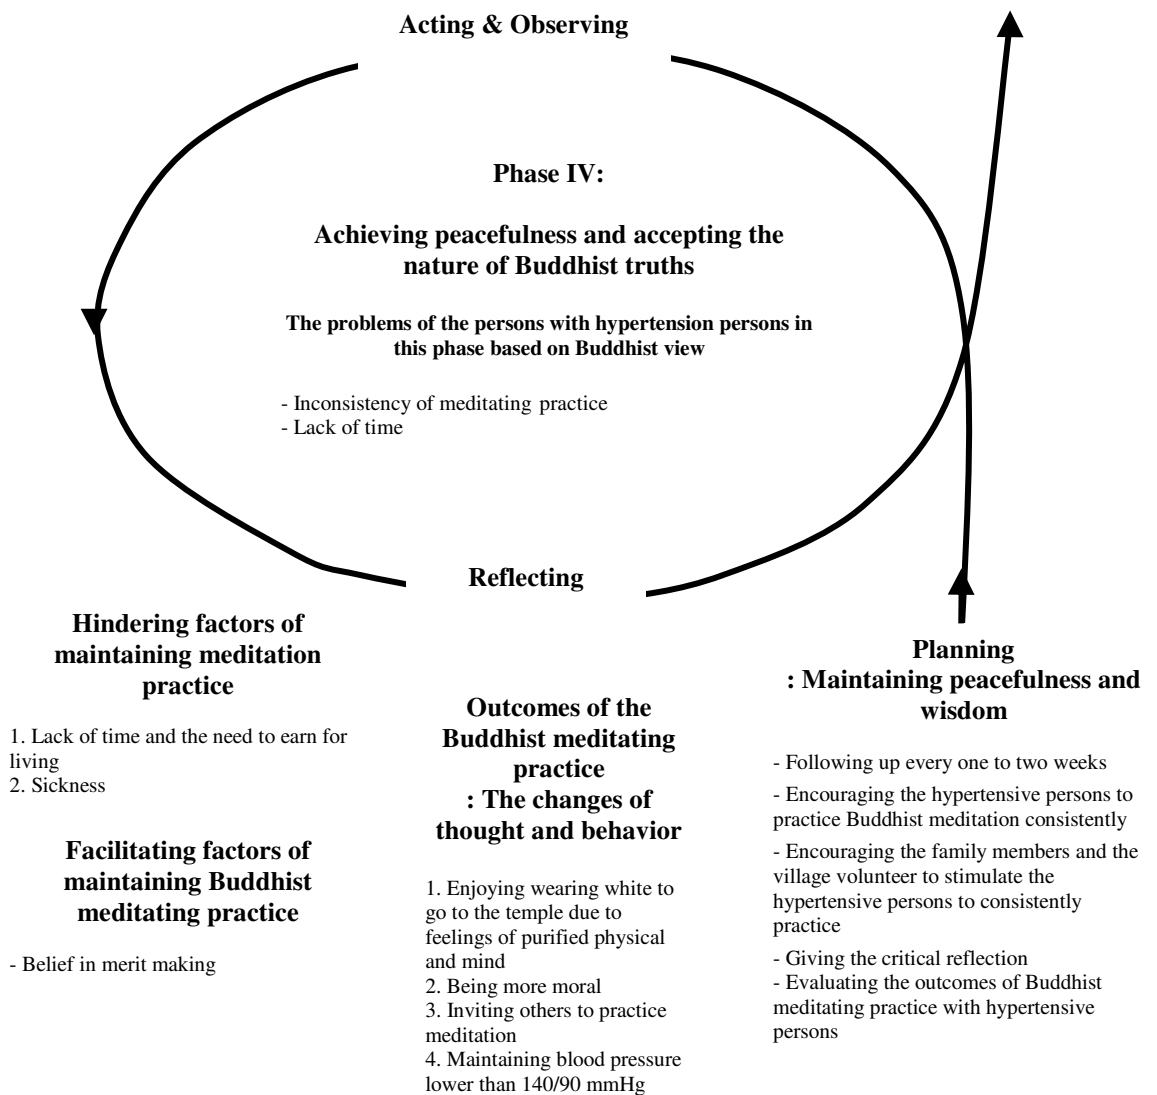 Acting & Observing
Phase IV:
Achieving peacefulness and accepting the
nature of Buddhist truths
The problems of the persons with hypertension persons in
this phase based on Buddhist view
- Inconsistency of meditating practice
- Lack of time
Reflecting
Hindering factors of
maintaining meditation
practice
1. Lack of time and the need to earn for
living
2. Sickness
Facilitating factors of
maintaining Buddhist
meditating practice
- Belief in merit making
Outcomes of the
Buddhist meditating
practice
: The changes of
thought and behavior
1. Enjoying wearing white to
go to the temple due to
feelings of purified physical
and mind
2. Being more moral
3. Inviting others to practice
meditation
4. Maintaining blood pressure
lower than 140/90 mmHg
Planning
: Maintaining peacefulness and
wisdom
- Following up every one to two weeks
- Encouraging the hypertensive persons to
practice Buddhist meditation consistently
- Encouraging the family members and the
village volunteer to stimulate the
hypertensive persons to consistently
practice
- Giving the critical reflection
- Evaluating the outcomes of Buddhist
meditating practice with hypertensive
persons